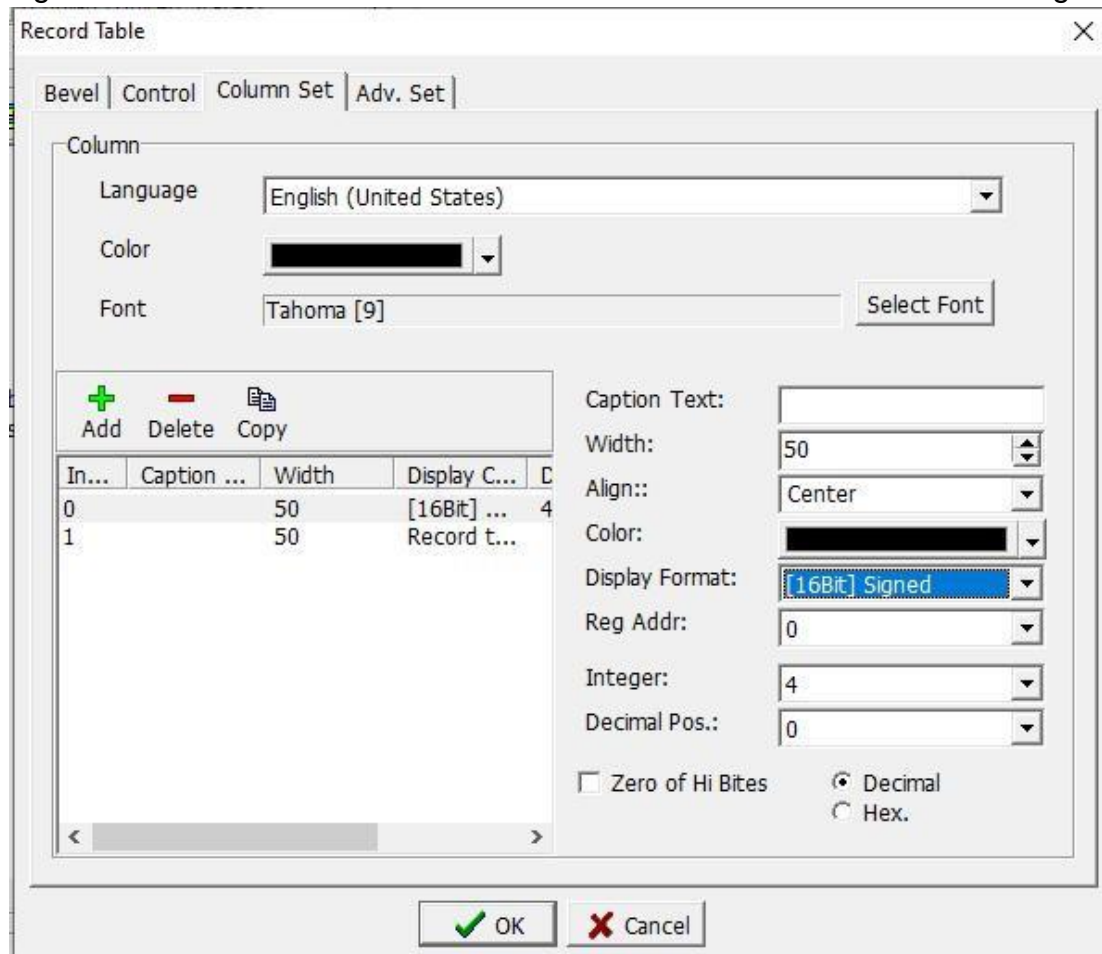 Record Table
Bevel Control Column Set Adv. Set
Column
Language English (United States)
Color
Font Tahoma [9] Select Font
Add Delete Copy
In... Caption ... Width Display C... D
0 50 [16Bit] ... 4
1 50 Record t...
Caption Text:
Width: 50
Align:: Center
Color:
Display Format: [16Bit] Signed
Reg Addr: 0
Integer: 4
Decimal Pos.: 0
Zero of Hi Bites Decimal
Hex.
OK Cancel